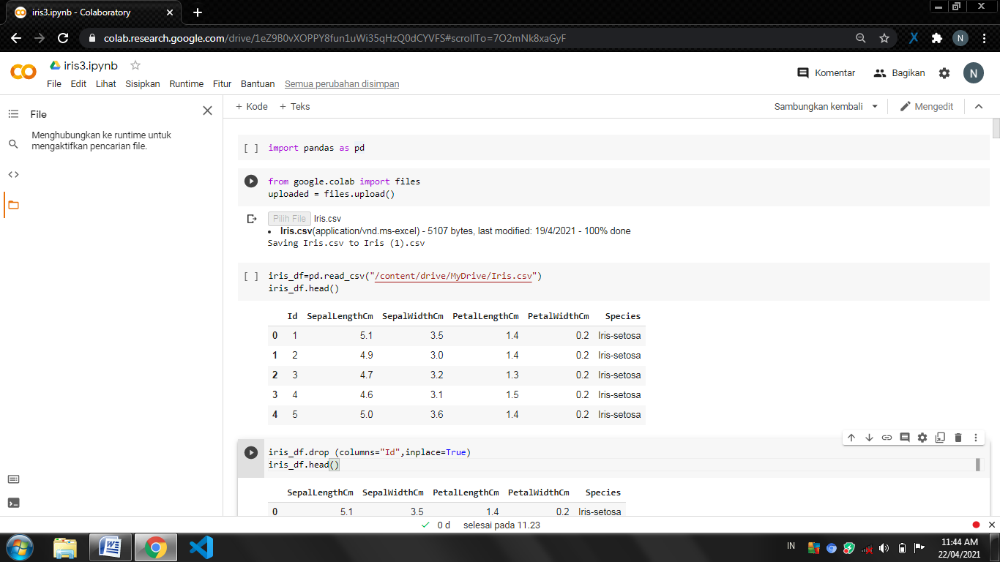 iris3.ipynb - Colaboratory
colab.research.google.com/drive/1eZ9B0vXOPPY8fun1uWi35qHzQ0dCYVFS#scrollTo=7O2mNk8xaGyF
N
iris3.ipynb
File Edit Lihat Sisipkan Runtime Fitur Bantuan Semua perubahan disimpan
Komentar Bagikan N
File
+ Kode + Teks
Sambungkan kembali Mengedit
Menghubungkan ke runtime untuk
mengaktifkan pencarian file.
[ ] import pandas as pd
from google.colab import files
uploaded = files.upload()
Pilih File Iris.csv
• Iris.csv(application/vnd.ms-excel) - 5107 bytes, last modified: 19/4/2021 - 100% done
Saving Iris.csv to Iris (1).csv
[ ] iris_df=pd.read_csv("/content/drive/MyDrive/Iris.csv")
iris_df.head()
Id SepalLengthCm SepalWidthCm PetalLengthCm PetalWidthCm Species
0 1 5.1 3.5 1.4 0.2 Iris-setosa
1 2 4.9 3.0 1.4 0.2 Iris-setosa
2 3 4.7 3.2 1.3 0.2 Iris-setosa
3 4 4.6 3.1 1.5 0.2 Iris-setosa
4 5 5.0 3.6 1.4 0.2 Iris-setosa
iris_df.drop (columns="Id",inplace=True)
iris_df.head()
SepalLengthCm SepalWidthCm PetalLengthCm PetalWidthCm Species
0 5.1 3.5 1.4 0.2 Iris-setosa
0 d selesai pada 11.23
IN
11:44 AM
22/04/2021